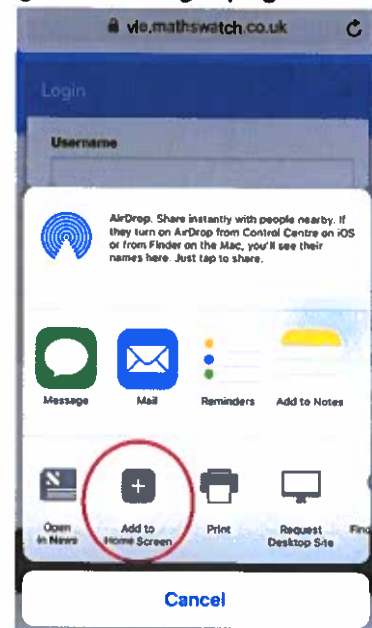 vle.mathswatch.co.uk
Login
Username
AirDrop. Share instantly with people nearby. If
they turn on AirDrop from Control Centre on iOS
or from Finder on the Mac, you'll see their
names here. Just tap to share.
Message
Mail
Reminders
Add to Notes
Open
in News
Add to
Home Screen
Print
Request
Desktop Site
Find
Cancel